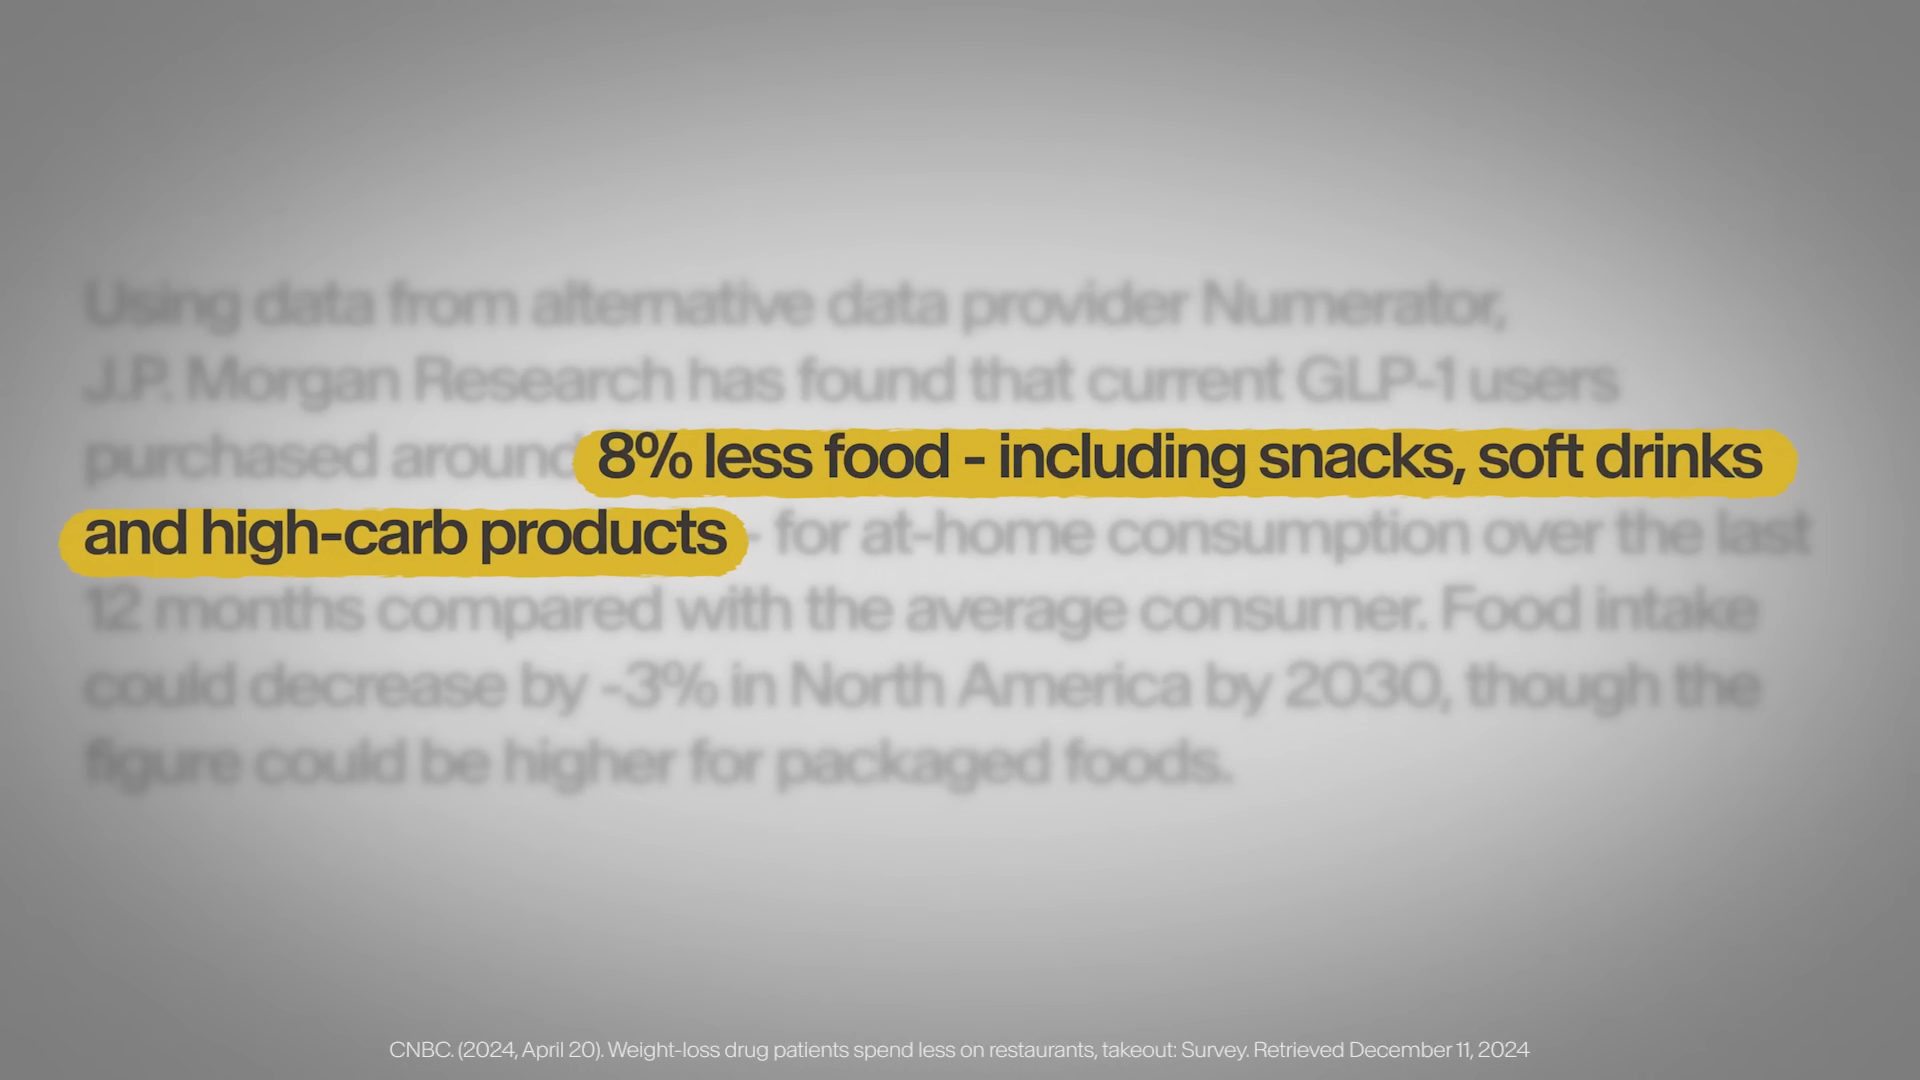 Using data from alternative data provider Numerator,
J.P. Morgan Research has found that current GLP-1 users
purchased around 8% less food - including snacks, soft drinks
and high-carb products - for at-home consumption over the last
12 months compared with the average consumer. Food intake
could decrease by -3% in North America by 2030, though the
figure could be higher for packaged foods.
CNBC. (2024, April 20). Weight-loss drug patients spend less on restaurants, takeout: Survey. Retrieved December 11, 2024